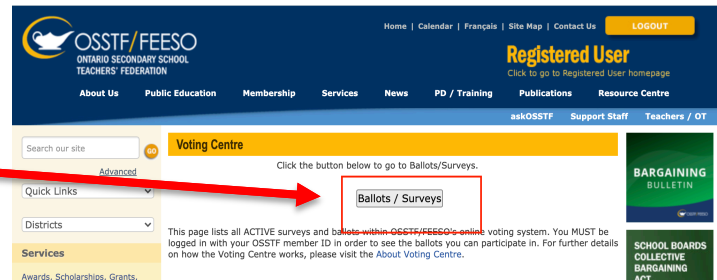 Home | Calendar | Français | Site Map | Contact Us
LOGOUT
OSSTF/FEESO
ONTARIO SECONDARY SCHOOL
TEACHERS' FEDERATION
Registered User
Click to go to Registered User homepage
About Us Public Education Membership Services News PD / Training Publications Resource Centre
askOSSTF Support Staff Teachers / OT
Search our site
GO
Advanced
Quick Links
Districts
Services
Awards, Scholarships, Grants,
Voting Centre
Click the button below to go to Ballots/Surveys.
Ballots / Surveys
This page lists all ACTIVE surveys and ballots within OSSTF/FEESO's online voting system. You MUST be
logged in with your OSSTF member ID in order to see the ballots you can participate in. For further details
on how the Voting Centre works, please visit the About Voting Centre.
BARGAINING
BULLETIN
SCHOOL BOARDS
COLLECTIVE
BARGAINING
ACT